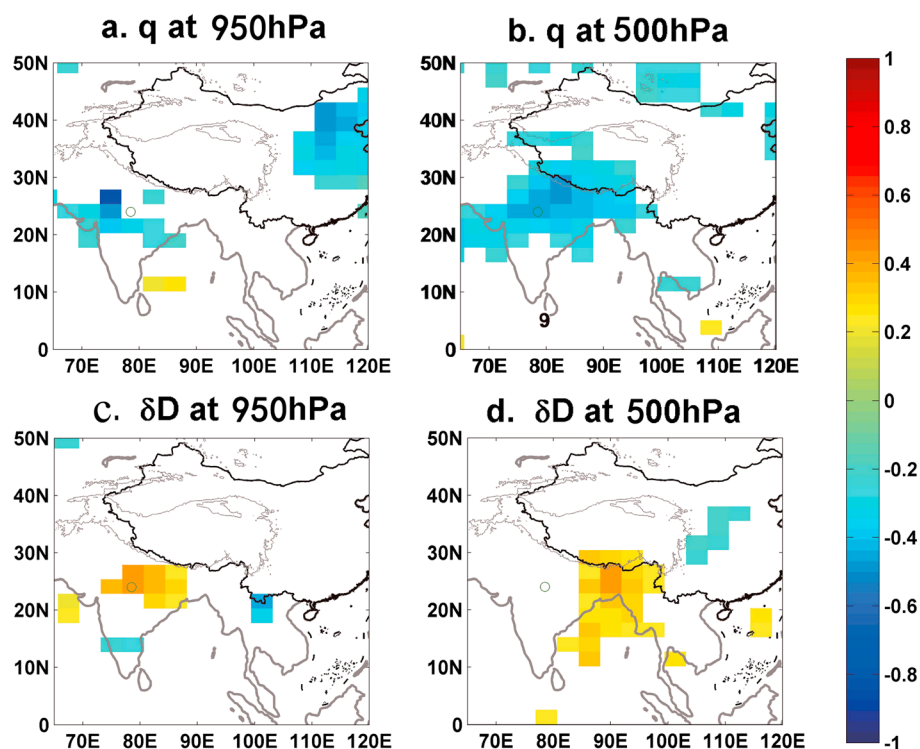 a. q at 950hPa
b. q at 500hPa
50N
40N
30N
20N
10N
0
70E 80E 90E 100E 110E 120E
50N
40N
30N
20N
10N
0
9
70E 80E 90E 100E 110E 120E
c. δD at 950hPa
d. δD at 500hPa
50N
40N
30N
20N
10N
0
70E 80E 90E 100E 110E 120E
50N
40N
30N
20N
10N
0
70E 80E 90E 100E 110E 120E
1
0.8
0.6
0.4
0.2
0
-0.2
-0.4
-0.6
-0.8
-1